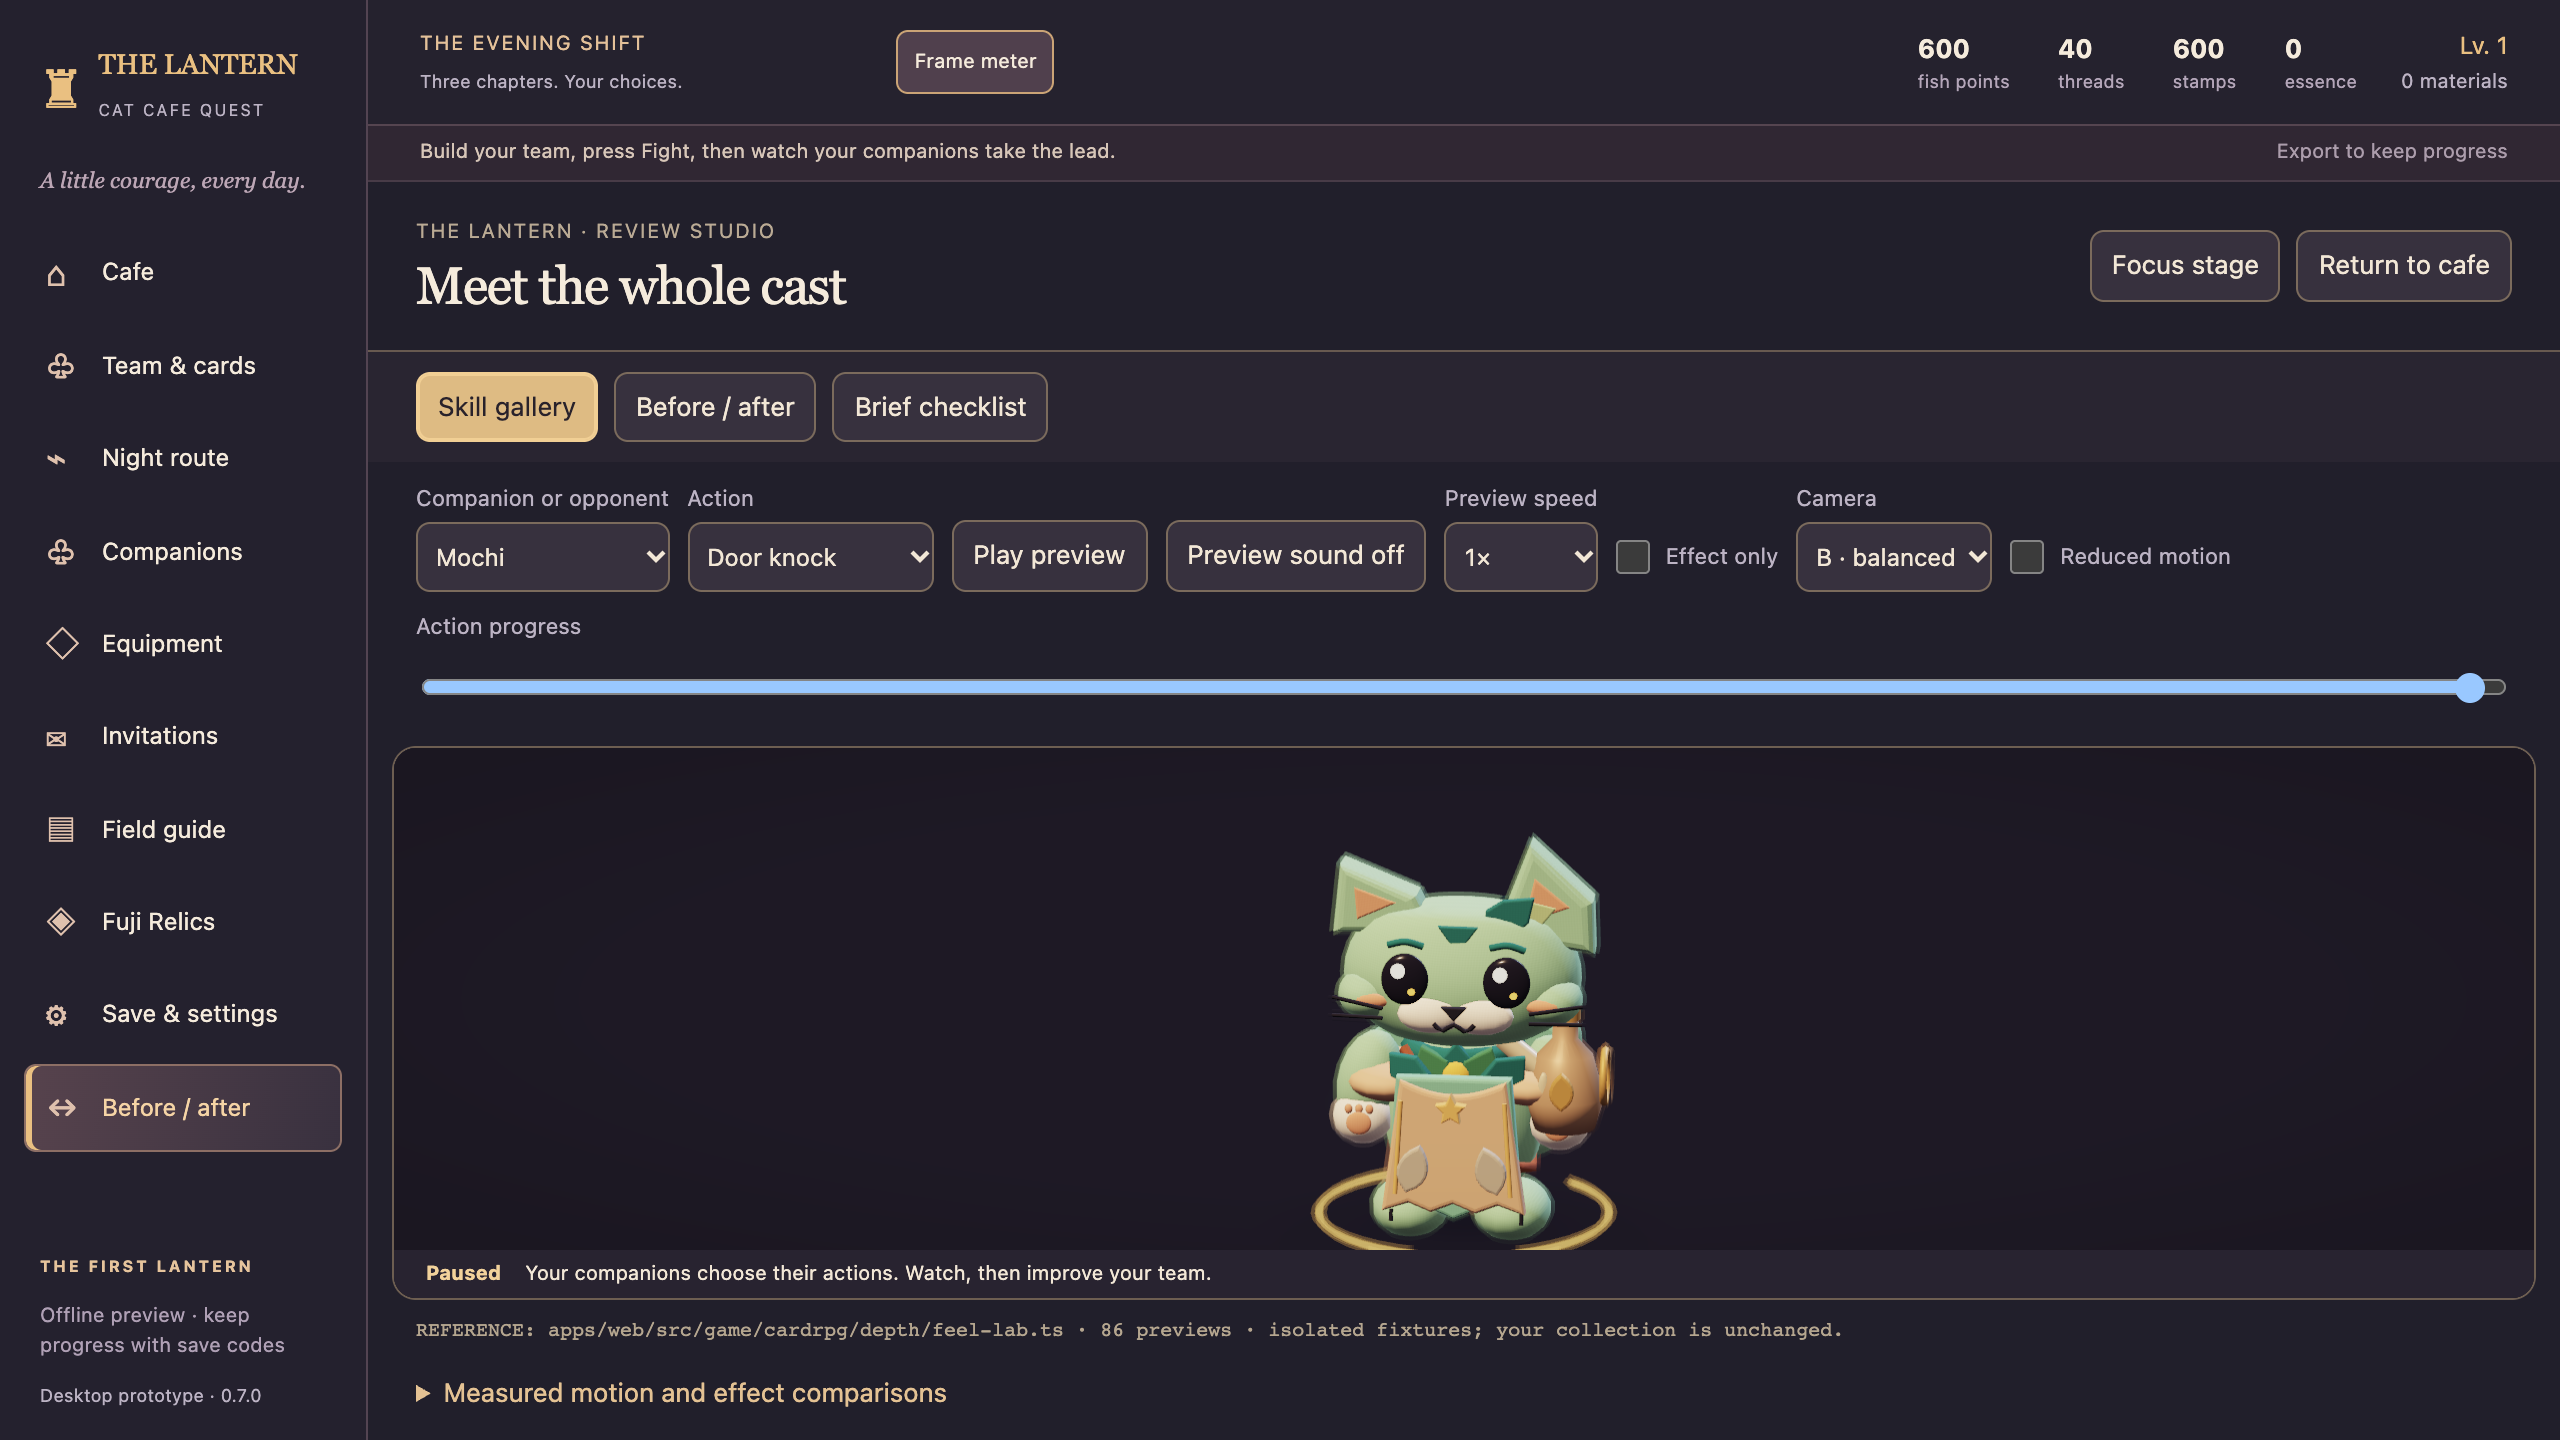 THE LANTERN
CAT CAFE QUEST
A little courage, every day.
Cafe
Team & cards
Night route
Companions
Equipment
Invitations
Field guide
Fuji Relics
Save & settings
Before / after
THE FIRST LANTERN
Offline preview · keep
progress with save codes
Desktop prototype · 0.7.0
THE EVENING SHIFT
Three chapters. Your choices.
Frame meter
600
fish points
40
threads
600
stamps
0
essence
Lv. 1
0 materials
Build your team, press Fight, then watch your companions take the lead.
Export to keep progress
THE LANTERN · REVIEW STUDIO
Meet the whole cast
Focus stage
Return to cafe
Skill gallery
Before / after
Brief checklist
Companion or opponent
Mochi
Action
Door knock
Play preview
Preview sound off
Preview speed
1×
Effect only
Camera
B · balanced
Reduced motion
Action progress
Paused Your companions choose their actions. Watch, then improve your team.
REFERENCE: apps/web/src/game/cardrpg/depth/feel-lab.ts · 86 previews · isolated fixtures; your collection is unchanged.
Measured motion and effect comparisons